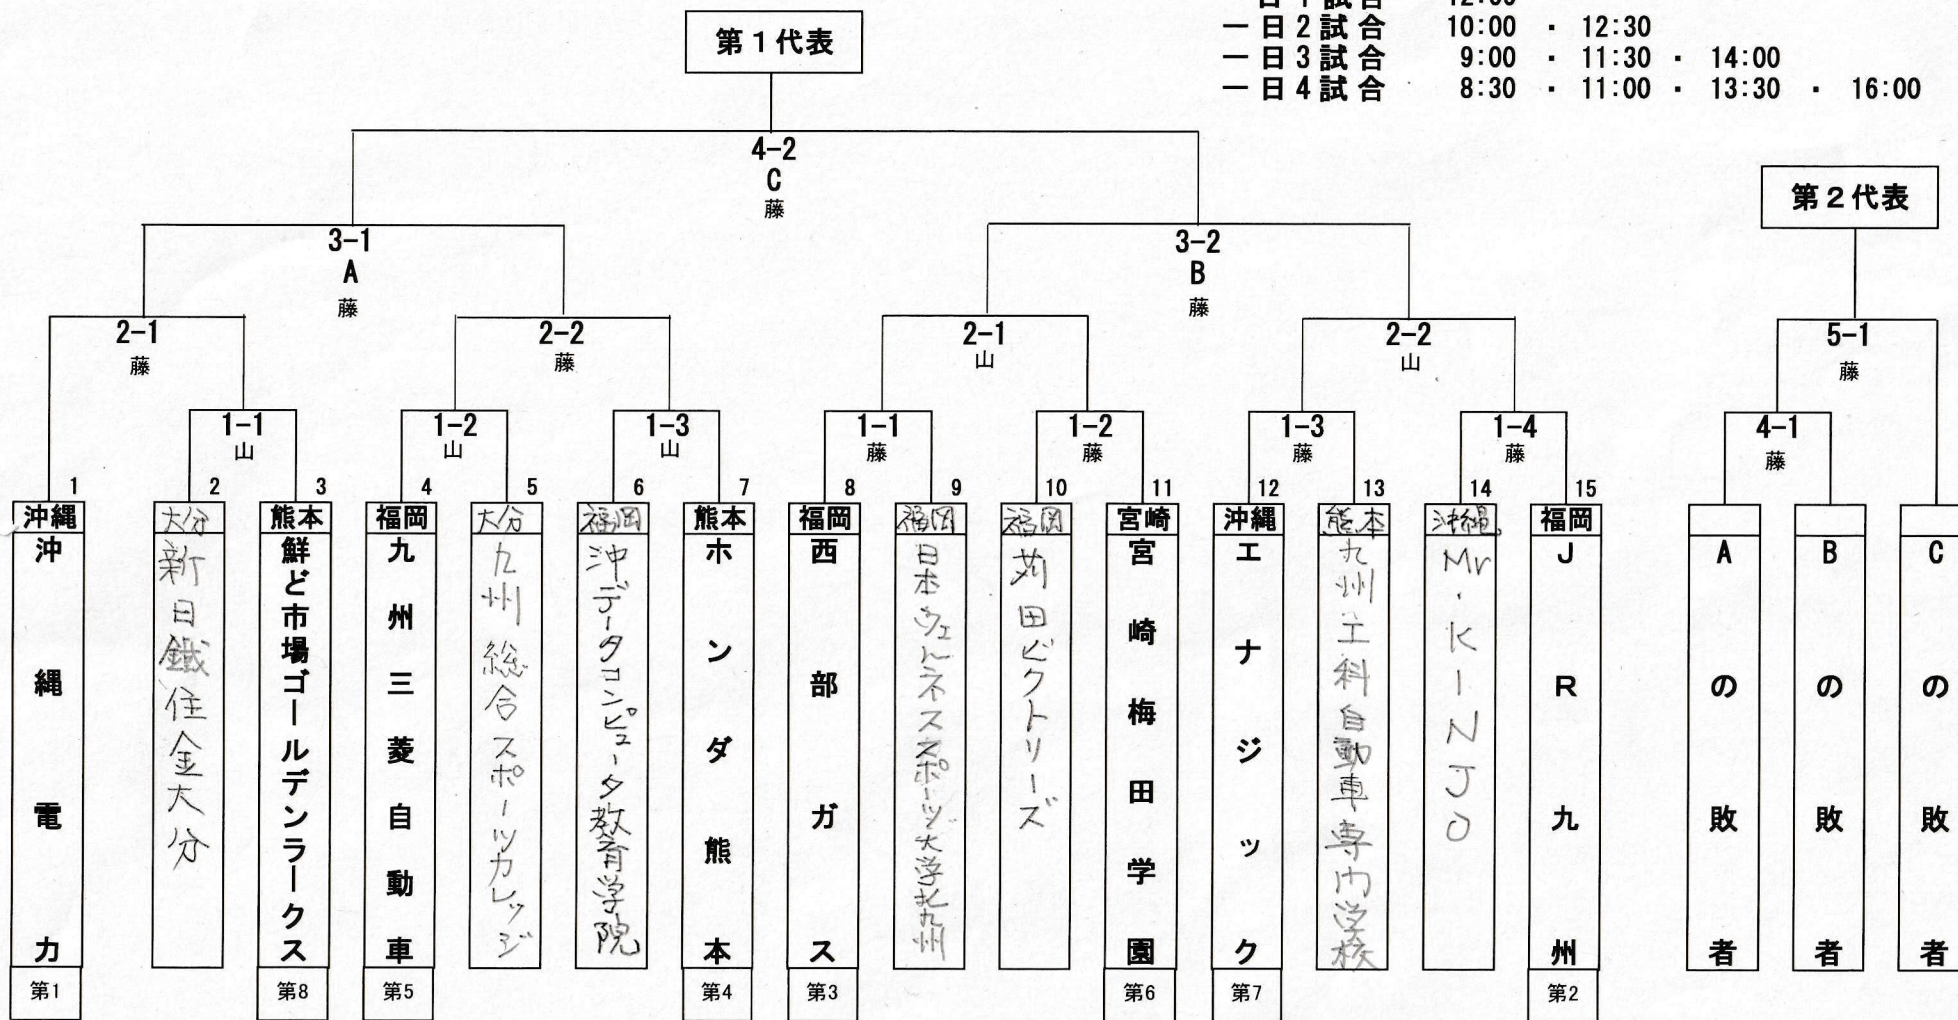 第１代表
一日2試合 10:00 ・ 12:30
一日3試合 9:00 ・ 11:30 ・ 14:00
一日4試合 8:30 ・ 11:00 ・ 13:30 ・ 16:00
4-2
C
藤
第２代表
3-1
A
藤
3-2
B
藤
2-1
藤
2-2
藤
2-1
山
2-2
山
5-1
藤
1-1
山
1-2
山
1-3
山
1-1
藤
1-2
藤
1-3
藤
1-4
藤
4-1
藤
1
沖縄
沖縄電力
第1
2
大分
新日鐵住金大分
3
熊本
鮮ど市場ゴールデンラークス
第8
4
福岡
九州三菱自動車
第5
5
大分
九州総合スポーツカレッジ
6
福岡
沖データコンピュータ教育学院
7
熊本
ホンダ熊本
第4
8
福岡
西部ガス
第3
9
福岡
日本ウェルネススポーツ大学北九州
10
福岡
苅田ビクトリーズ
11
宮崎
宮崎梅田学園
第6
12
沖縄
エナジック
第7
13
熊本
九州工科自動車専門学校
14
沖縄
Mr.KINJO
15
福岡
JR九州
第2
Aの敗者
Bの敗者
Cの敗者